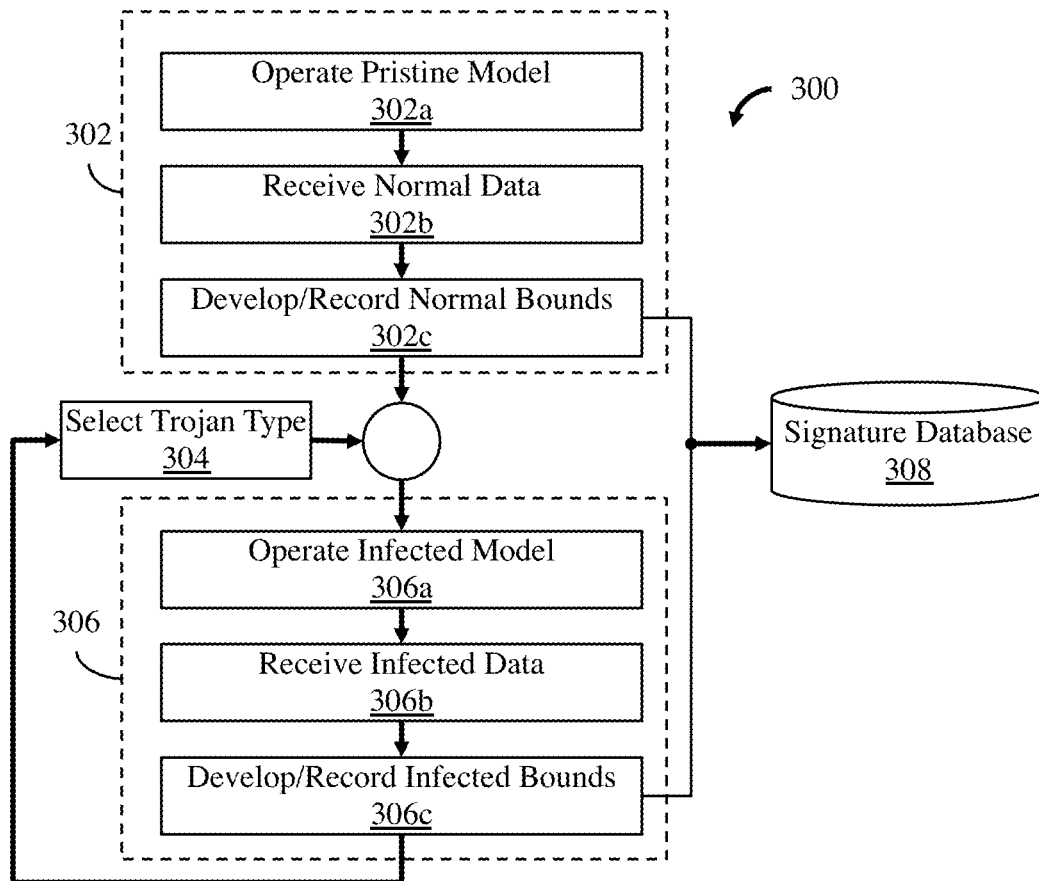 Operate Pristine Model
302a
300
302
Receive Normal Data
302b
Develop/Record Normal Bounds
302c
Select Trojan Type
304
Signature Database
308
Operate Infected Model
306a
306
Receive Infected Data
306b
Develop/Record Infected Bounds
306c